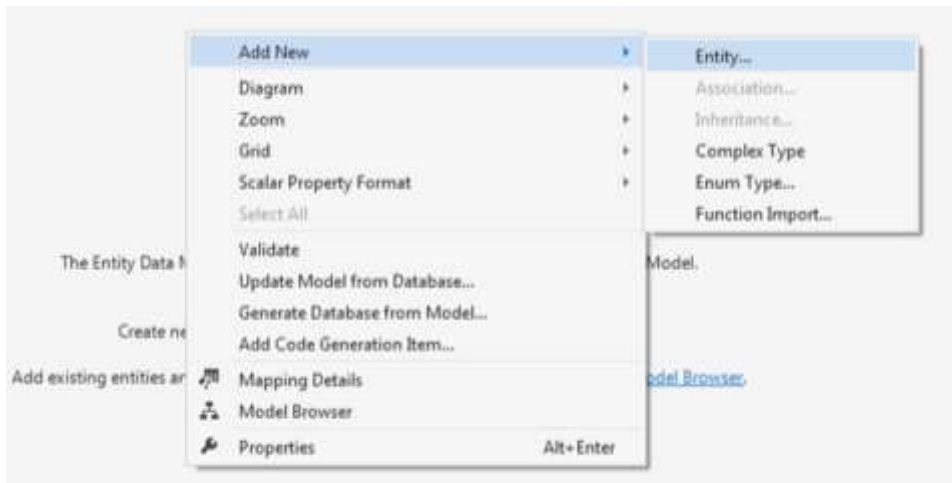 Add New
Entity...
Diagram
Association...
Zoom
Inheritance...
Grid
Complex Type
Scalar Property Format
Enum Type...
Select All
Function Import...
Validate
The Entity Data M
Model.
Update Model from Database...
Generate Database from Model...
Create ne
Add Code Generation Item...
Add existing entities an
Mapping Details
odel Browser.
Model Browser
Properties
Alt+Enter